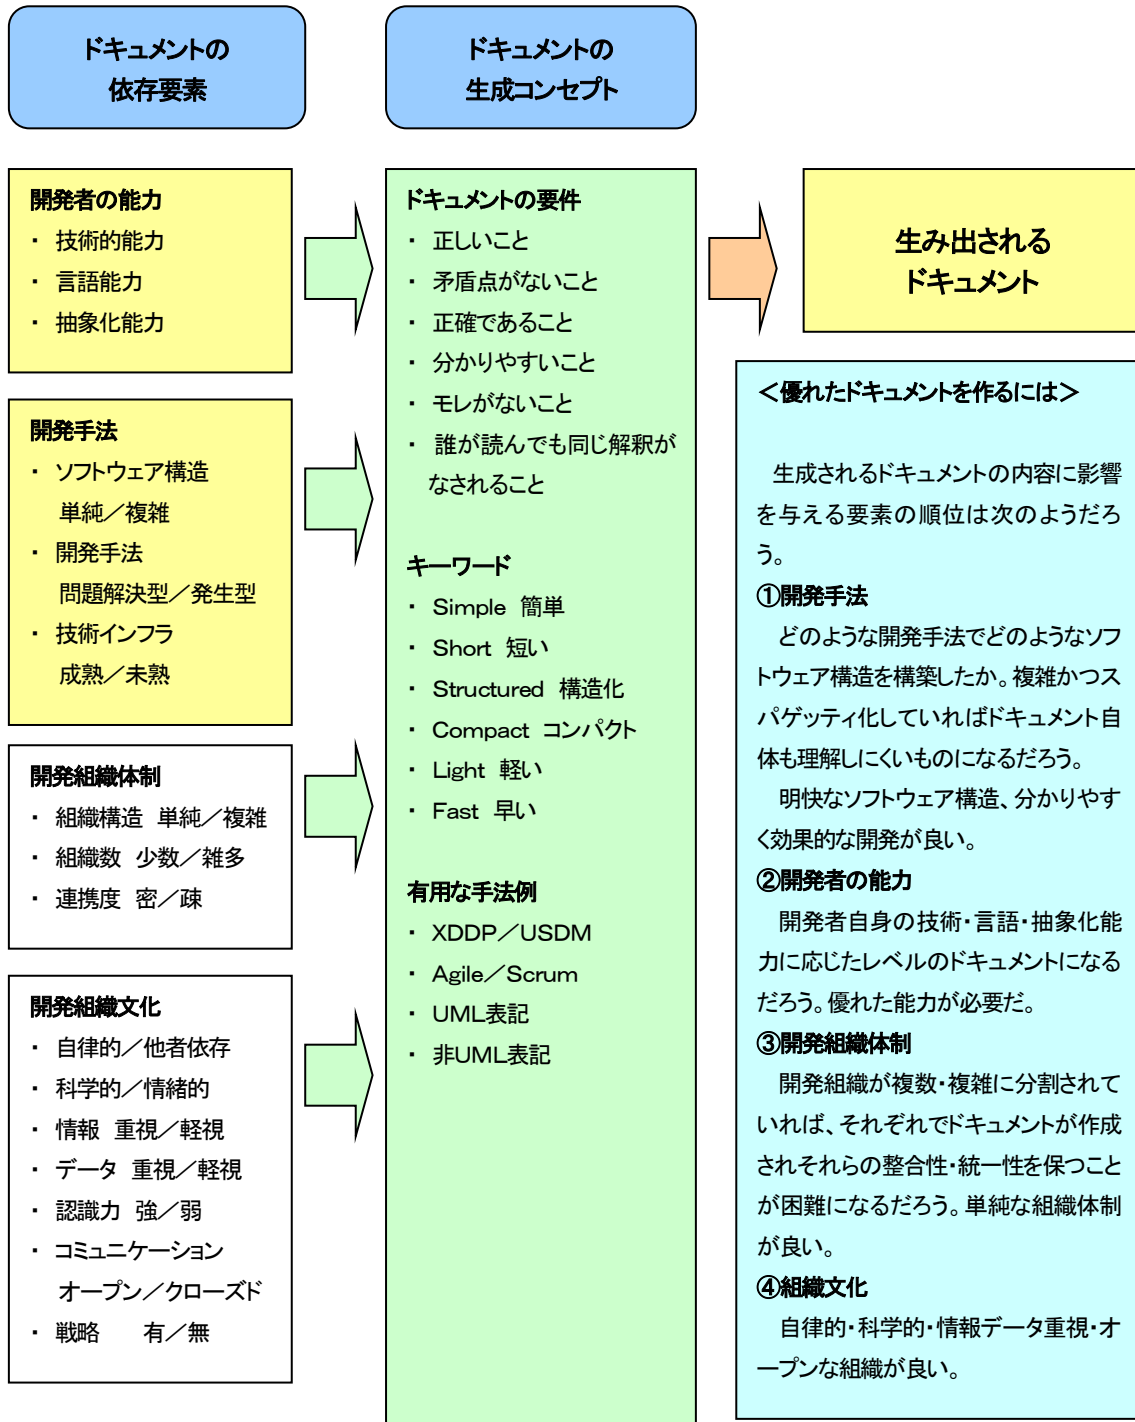 ドキュメントの
依存要素
ドキュメントの
生成コンセプト
開発者の能力
・ 技術的能力
・ 言語能力
・ 抽象化能力
開発手法
・ ソフトウェア構造
単純／複雑
・ 開発手法
問題解決型／発生型
・ 技術インフラ
成熟／未熟
開発組織体制
・ 組織構造 単純／複雑
・ 組織数 少数／雑多
・ 連携度 密／疎
開発組織文化
・ 自律的／他者依存
・ 科学的／情緒的
・ 情報 重視／軽視
・ データ 重視／軽視
・ 認識力 強／弱
・ コミュニケーション
オープン／クローズド
・ 戦略 有／無
ドキュメントの要件
・ 正しいこと
・ 矛盾点がないこと
・ 正確であること
・ 分かりやすいこと
・ モレがないこと
・ 誰が読んでも同じ解釈が
なされること
キーワード
・ Simple 簡単
・ Short 短い
・ Structured 構造化
・ Compact コンパクト
・ Light 軽い
・ Fast 早い
有用な手法例
・ XDDP／USDM
・ Agile／Scrum
・ UML表記
・ 非UML表記
生み出される
ドキュメント
＜優れたドキュメントを作るには＞
生成されるドキュメントの内容に影響
を与える要素の順位は次のようだろ
う。
①開発手法
どのような開発手法でどのようなソフ
トウェア構造を構築したか。複雑かつス
パゲッティ化していればドキュメント自
体も理解しにくいものになるだろう。
明快なソフトウェア構造、分かりやす
く効果的な開発が良い。
②開発者の能力
開発者自身の技術・言語・抽象化能
力に応じたレベルのドキュメントになる
だろう。優れた能力が必要だ。
③開発組織体制
開発組織が複数・複雑に分割されて
いれば、それぞれでドキュメントが作成
されそれらの整合性・統一性を保つこと
が困難になるだろう。単純な組織体制
が良い。
④組織文化
自律的・科学的・情報データ重視・オ
ープンな組織が良い。